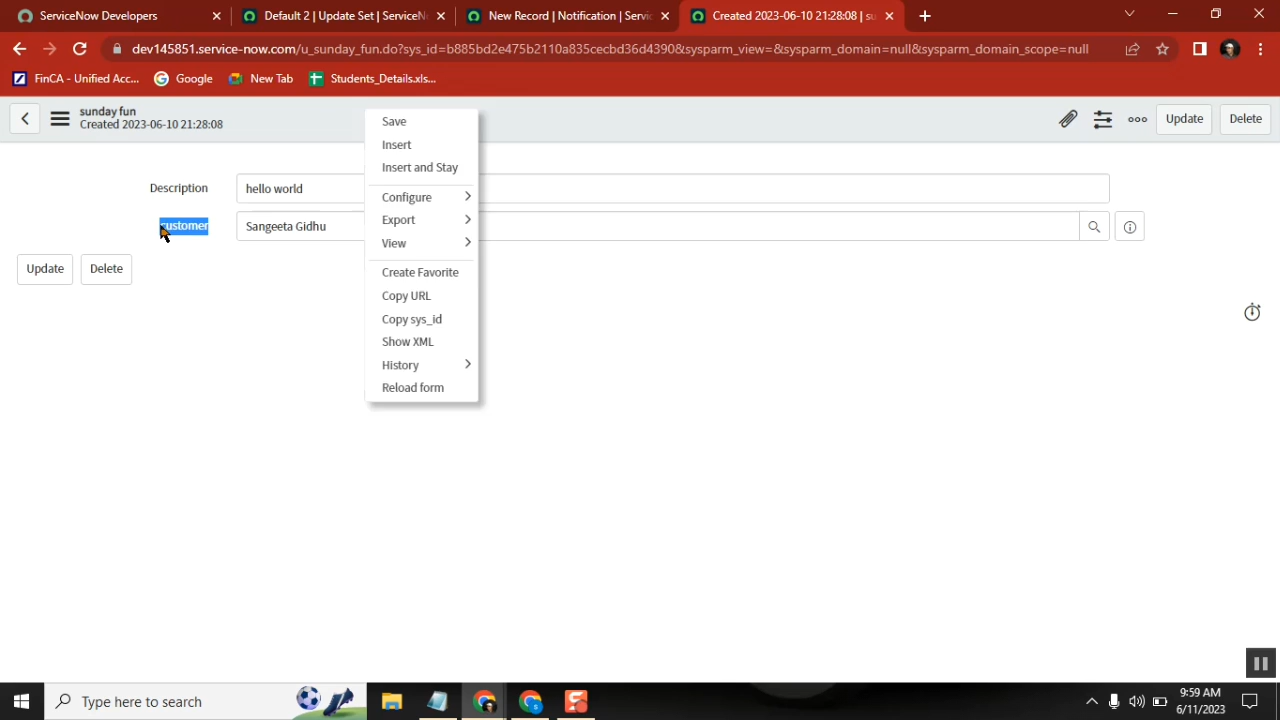 ServiceNow Developers
Default 2 | Update Set | ServiceN
New Record | Notification | Servic
Created 2023-06-10 21:28:08 | su
dev145851.service-now.com/u_sunday_fun.do?sys_id=b885bd2e475b2110a835cecbd36d4390&sysparm_view=&sysparm_domain=null&sysparm_domain_scope=null
FinCA - Unified Acc...
Google
New Tab
Students_Details.xls...
sunday fun
Created 2023-06-10 21:28:08
Update
Delete
Save
Insert
Insert and Stay
Configure
Export
View
Create Favorite
Copy URL
Copy sys_id
Show XML
History
Reload form
Description
hello world
customer
Sangeeta Gidhu
Update
Delete
Type here to search
9:59 AM
6/11/2023